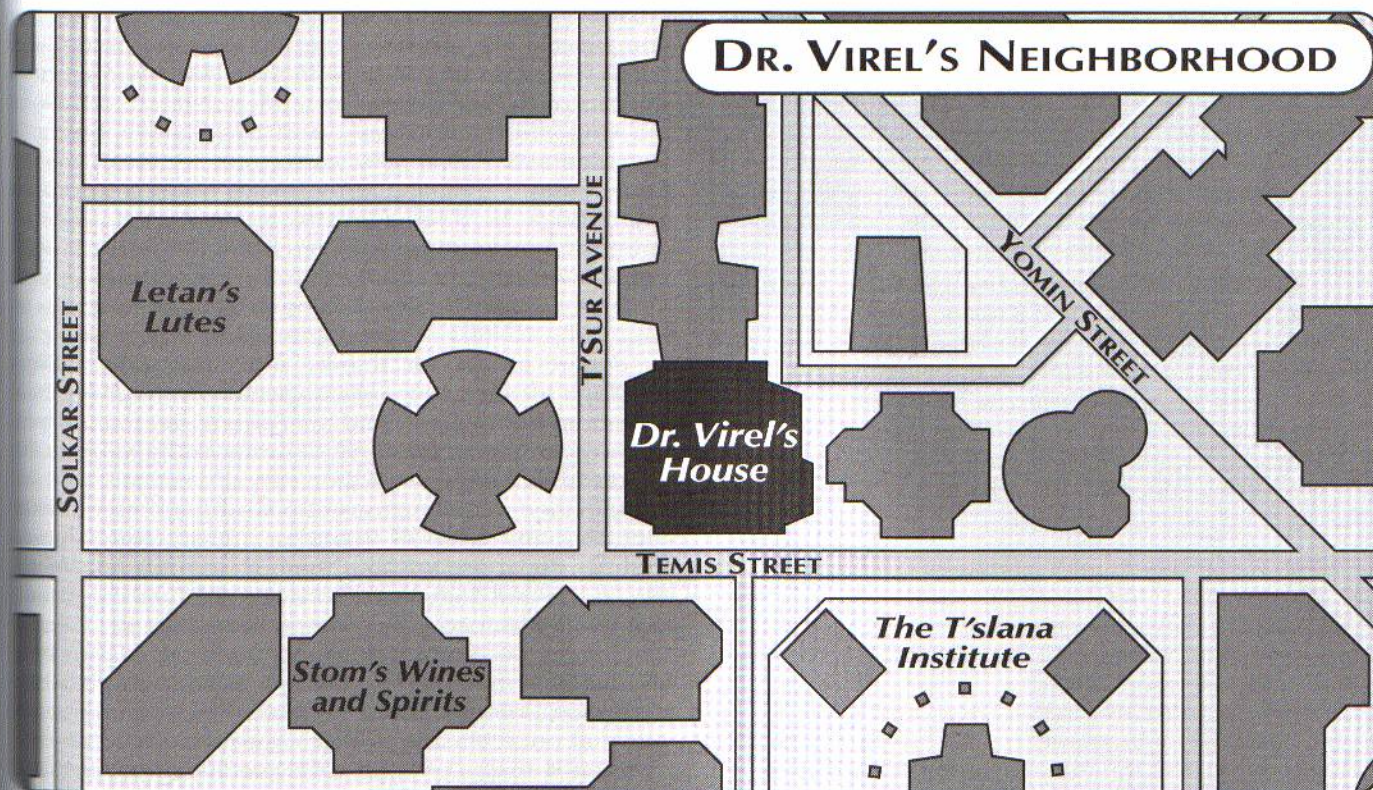 DR. VIREL'S NEIGHBORHOOD
T'SUR AVENUE
YOMIN STREET
Letan's
Lutes
SOLKAR STREET
Dr. Virel's
House
TEMIS STREET
The T'slana
Institute
Stom's Wines
and Spirits